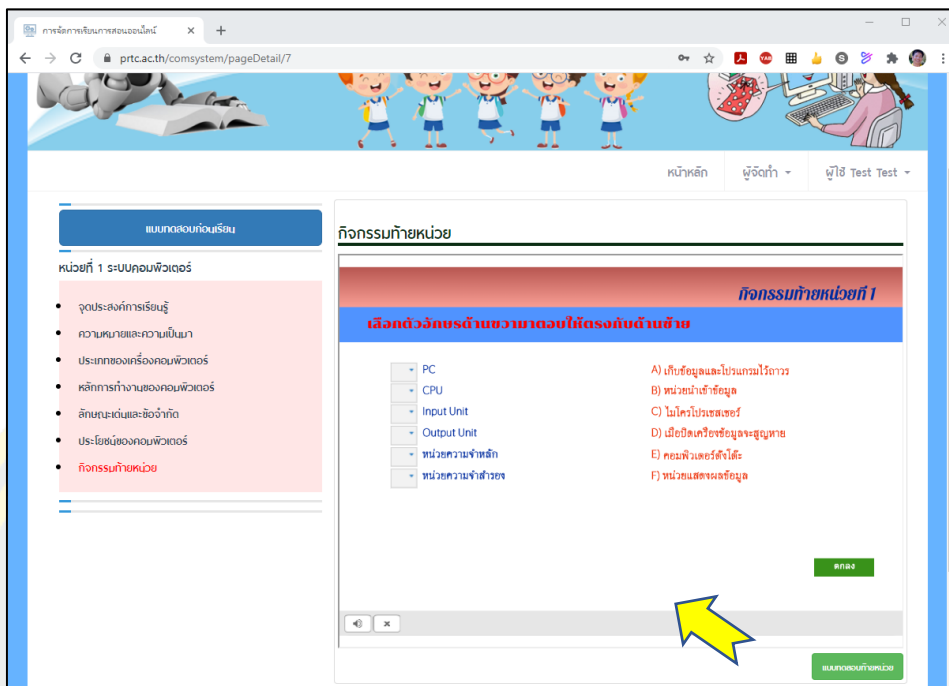 การจัดการเรียนการสอนออนไลน์
prtc.ac.th/comsystem/pageDetail/7
หน้าหลัก
ผู้จัดทำ
ผู้ใช้ Test Test
แบบทดสอบก่อนเรียน
หน่วยที่ 1 ระบบคอมพิวเตอร์
จุดประสงค์การเรียนรู้
ความหมายและความเป็นมา
ประเภทของเครื่องคอมพิวเตอร์
หลักการทำงานของคอมพิวเตอร์
ลักษณะเด่นและข้อจำกัด
ประโยชน์ของคอมพิวเตอร์
กิจกรรมท้ายหน่วย
กิจกรรมท้ายหน่วย
กิจกรรมท้ายหน่วยที่ 1
เลือกตัวอักษรด้านขวามาตอบให้ตรงกับด้านซ้าย
PC
CPU
Input Unit
Output Unit
หน่วยความจำหลัก
หน่วยความจำสำรอง
A) เก็บข้อมูลและโปรแกรมไว้ถาวร
B) หน่วยนำเข้าข้อมูล
C) ไมโครโปรเซสเซอร์
D) เมื่อปิดเครื่องข้อมูลจะสูญหาย
E) คอมพิวเตอร์ตั้งโต๊ะ
F) หน่วยแสดงผลข้อมูล
ตกลง
แบบทดสอบท้ายหน่วย